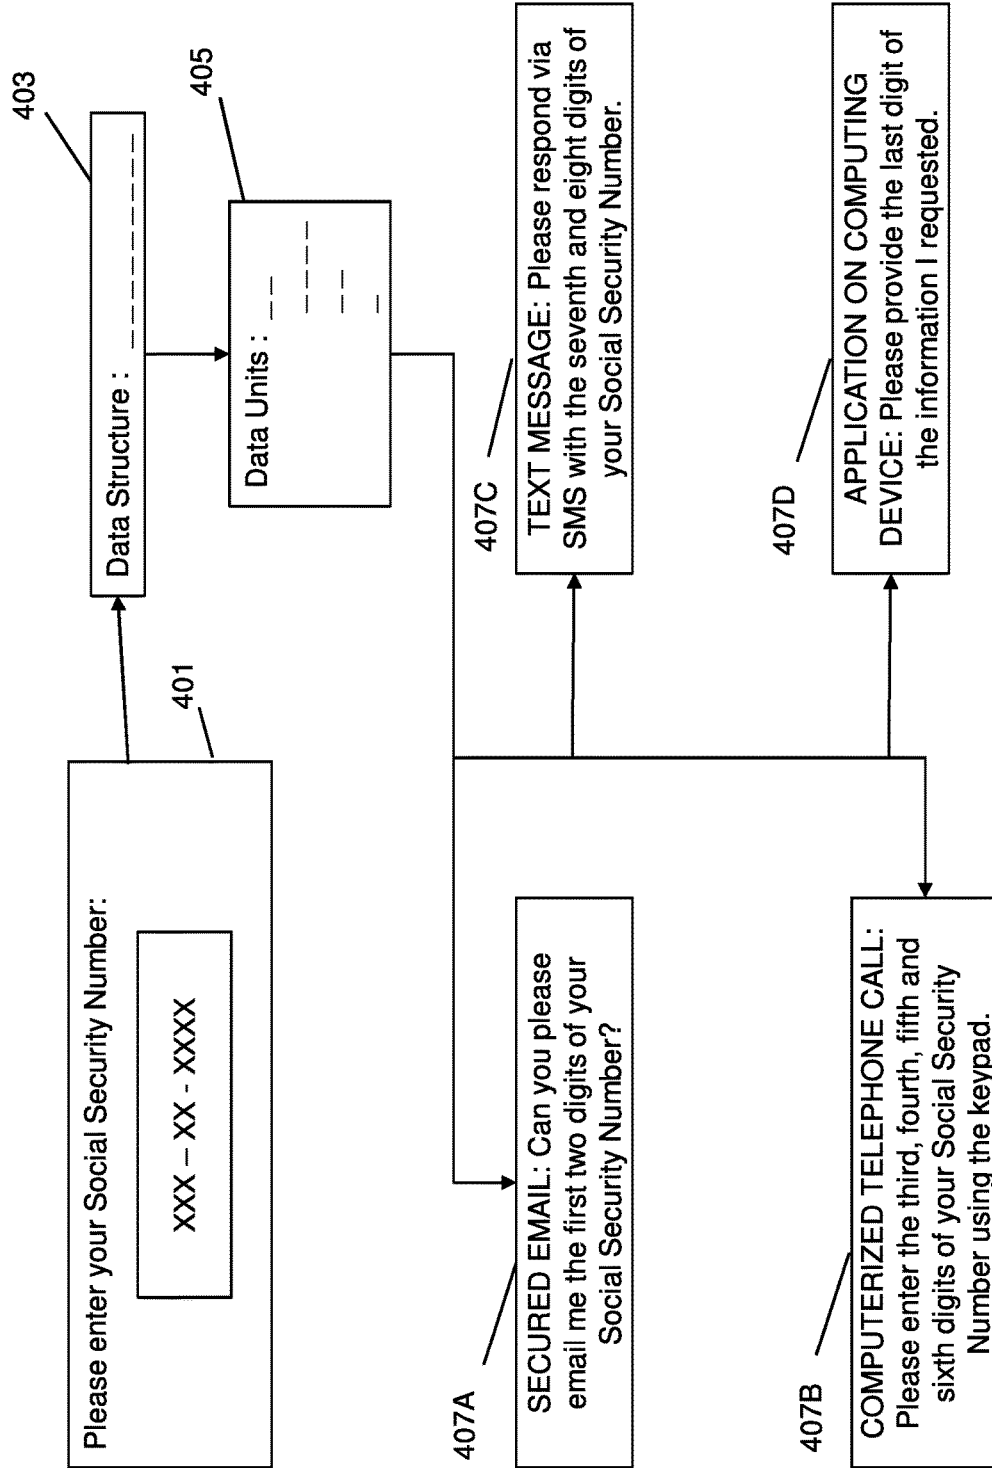 Please enter your Social Security Number:
XXX – XX - XXXX
401
Data Structure : _ _ _ _ _ _ _ _ _
403
Data Units : _ _
_ _ _ _
_ _
_
405
407A
SECURED EMAIL: Can you please
email me the first two digits of your
Social Security Number?
407C
TEXT MESSAGE: Please respond via
SMS with the seventh and eight digits of
your Social Security Number.
407B
COMPUTERIZED TELEPHONE CALL:
Please enter the third, fourth, fifth and
sixth digits of your Social Security
Number using the keypad.
407D
APPLICATION ON COMPUTING
DEVICE: Please provide the last digit of
the information I requested.